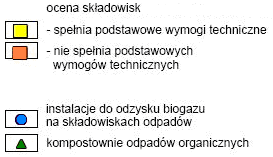 ocena składowisk
- spełnia podstawowe wymogi techniczne
- nie spełnia podstawowych
wymogów technicznych
instalacje do odzysku biogazu
na składowiskach odpadów
kompostownie odpadów organicznych